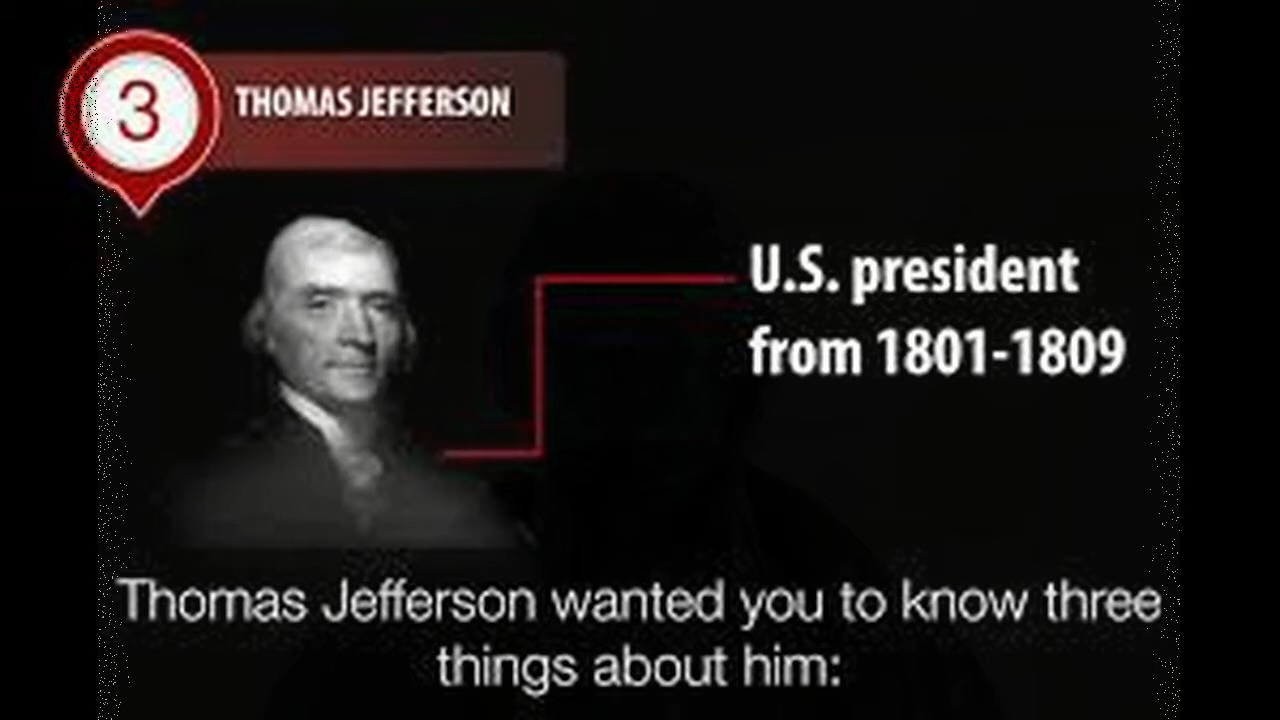 3
THOMAS JEFFERSON
U.S. president
from 1801-1809
Thomas Jefferson wanted you to know three
things about him: